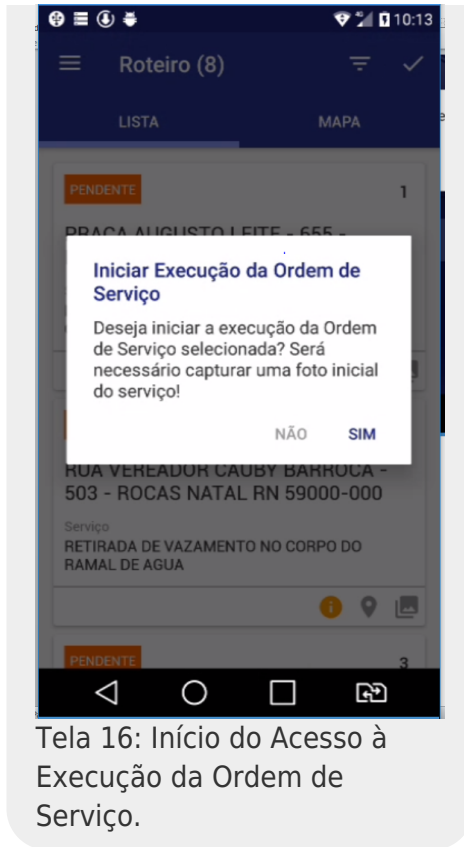 10:13
Roteiro (8)
LISTA
MAPA
PENDENTE
1
PRAÇA AUGUSTO LEITE - 655 -
Iniciar Execução da Ordem de
Serviço
Deseja iniciar a execução da Ordem
de Serviço selecionada? Será
necessário capturar uma foto inicial
do serviço!
NÃO
SIM
RUA VEREADOR CAUBY BARROCA -
503 - ROCAS NATAL RN 59000-000
Serviço
RETIRADA DE VAZAMENTO NO CORPO DO
RAMAL DE AGUA
PENDENTE
3
Tela 16: Início do Acesso à
Execução da Ordem de
Serviço.